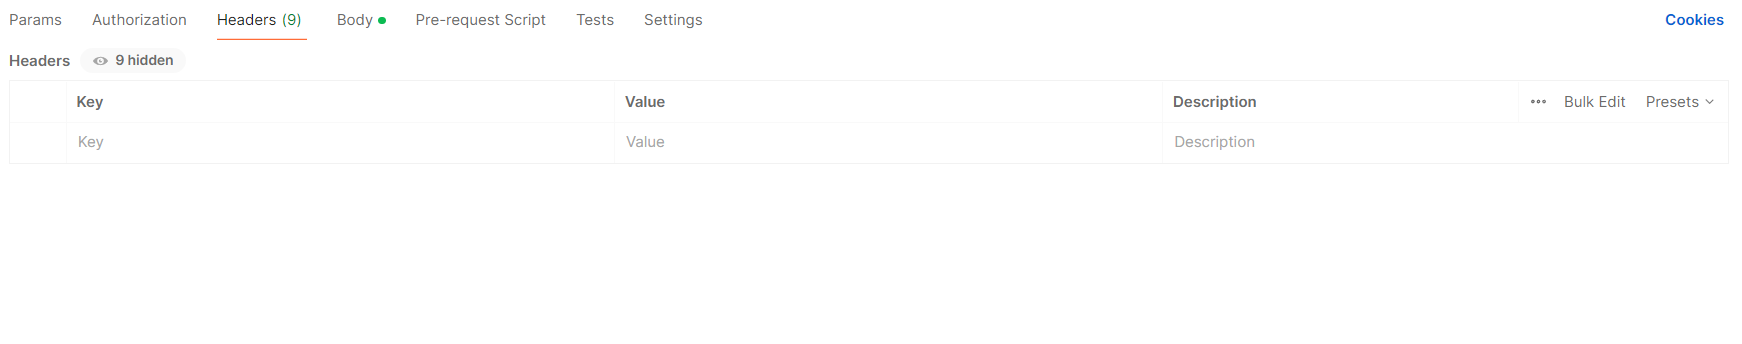 Params Authorization Headers (9) Body Pre-request Script Tests Settings Cookies
Headers 9 hidden
Key Value Description Bulk Edit Presets
Key Value Description